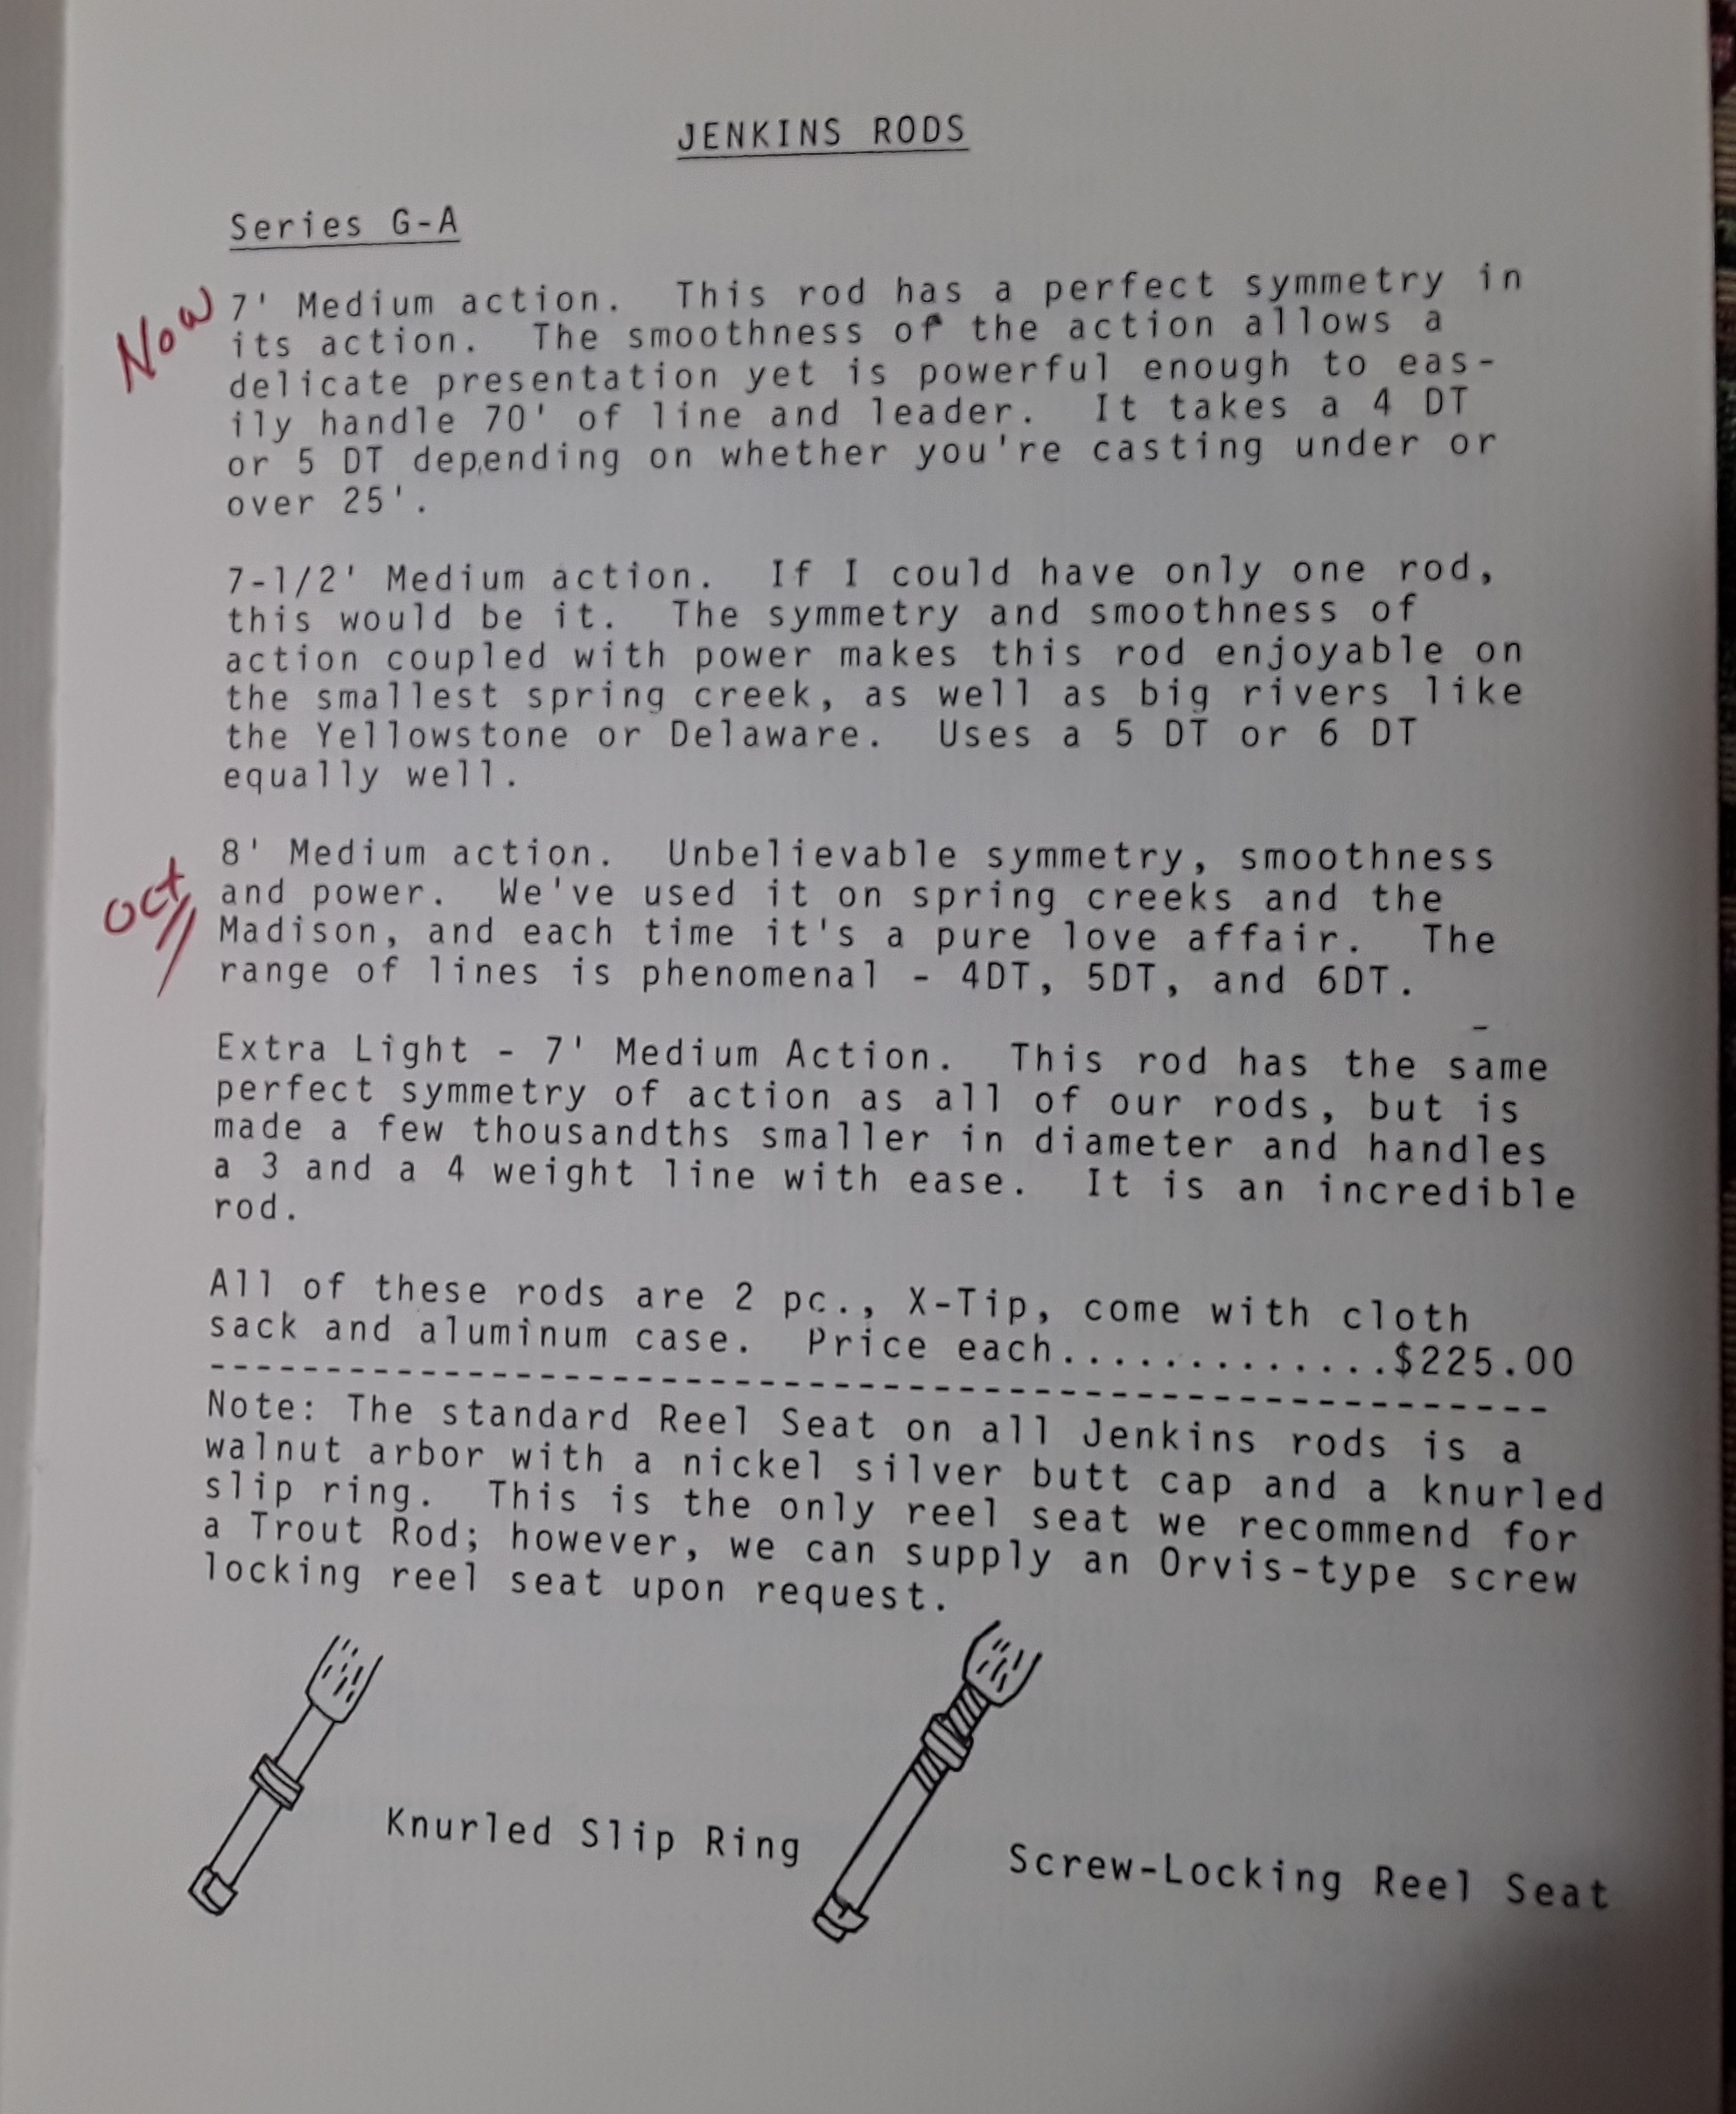 JENKINS RODS
Series G-A
Now
7' Medium action.  This rod has a perfect symmetry in
its action.  The smoothness of the action allows a
delicate presentation yet is powerful enough to eas-
ily handle 70' of line and leader.  It takes a 4 DT
or 5 DT depending on whether you're casting under or
over 25'.
7-1/2' Medium action.  If I could have only one rod,
this would be it.  The symmetry and smoothness of
action coupled with power makes this rod enjoyable on
the smallest spring creek, as well as big rivers like
the Yellowstone or Delaware.  Uses a 5 DT or 6 DT
equally well.
Oct
8' Medium action.  Unbelievable symmetry, smoothness
and power.  We've used it on spring creeks and the
Madison, and each time it's a pure love affair.  The
range of lines is phenomenal - 4DT, 5DT, and 6DT.
Extra Light - 7' Medium Action.  This rod has the same
perfect symmetry of action as all of our rods, but is
made a few thousandths smaller in diameter and handles
a 3 and a 4 weight line with ease.  It is an incredible
rod.
All of these rods are 2 pc., X-Tip, come with cloth
sack and aluminum case.  Price each..............$225.00
Note: The standard Reel Seat on all Jenkins rods is a
walnut arbor with a nickel silver butt cap and a knurled
slip ring.  This is the only reel seat we recommend for
a Trout Rod; however, we can supply an Orvis-type screw
locking reel seat upon request.
Knurled Slip Ring
Screw-Locking Reel Seat